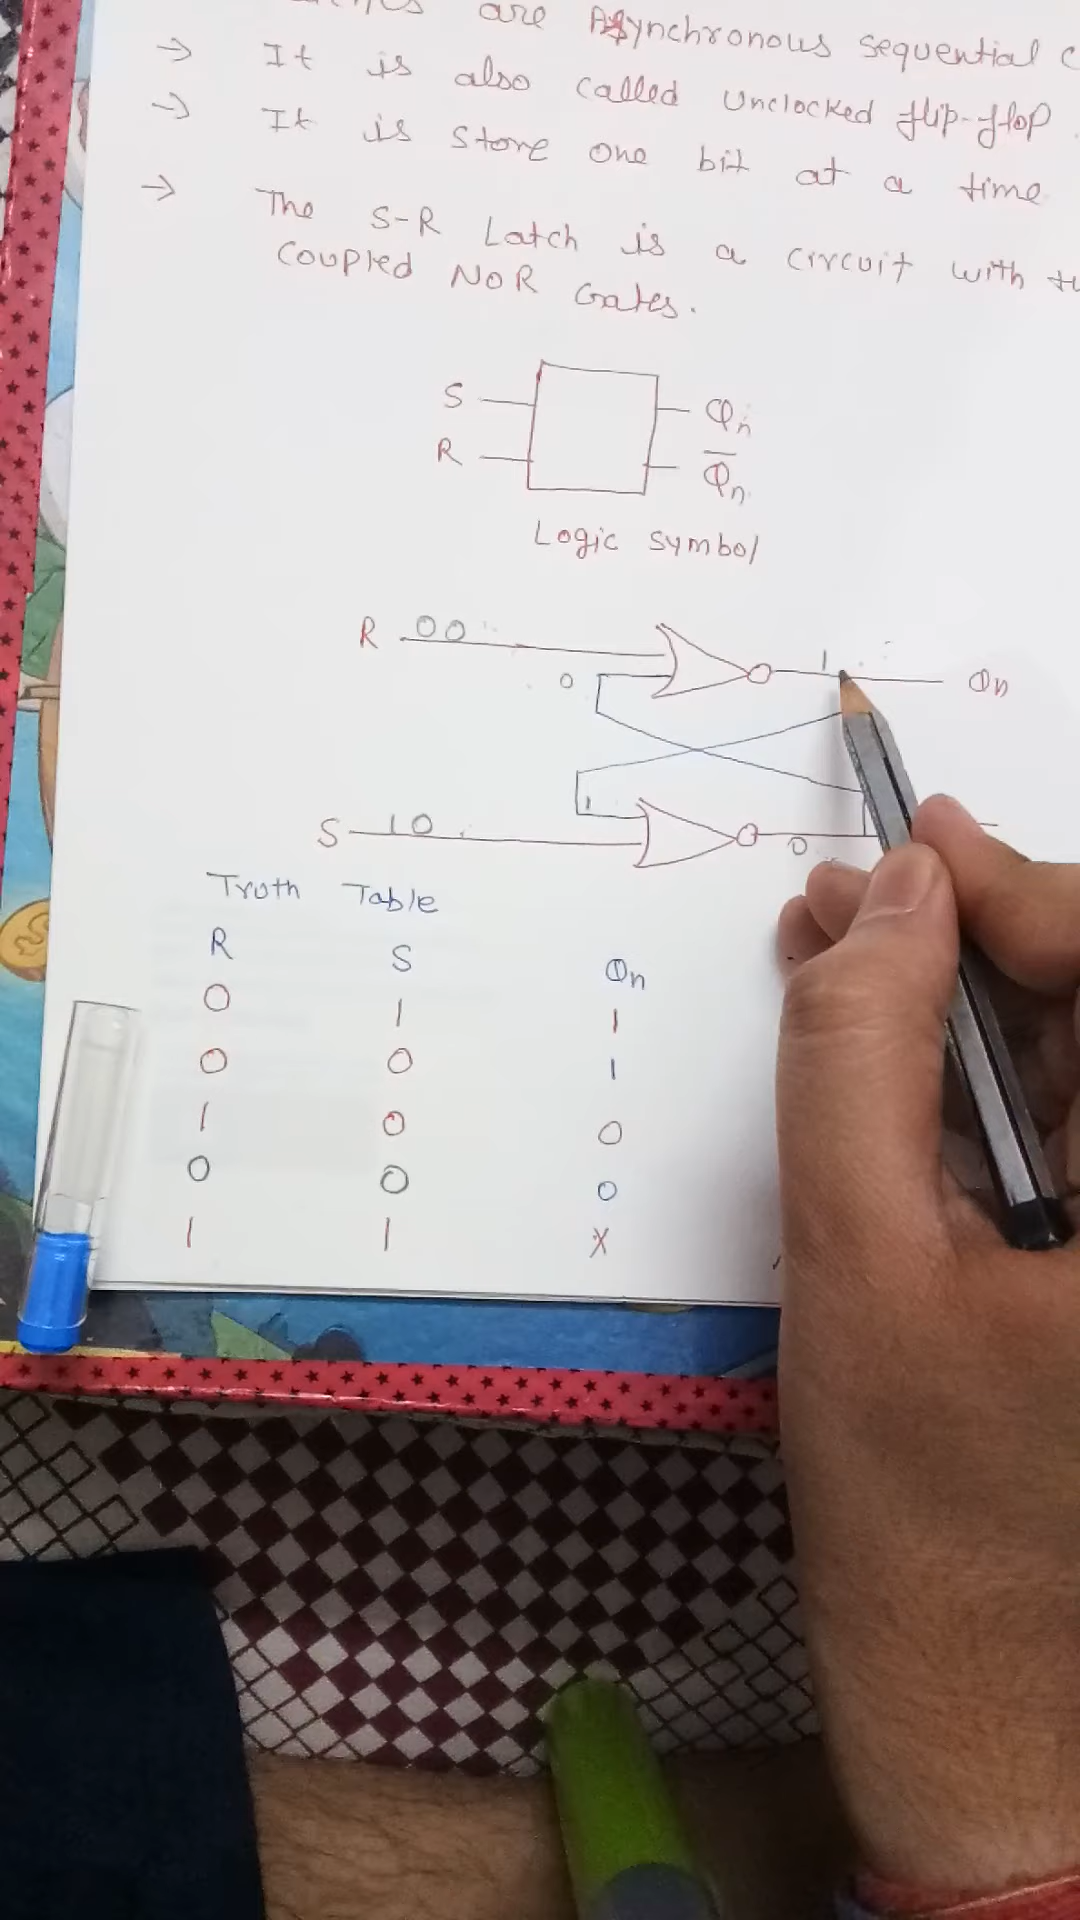 are Asynchronous sequential
→ It is also called Unclocked flip-flop.
→ It is store one bit at a time
→ The S-R Latch is a circuit with
coupled NOR Gates.
S Qn
R Q̅n
Logic symbol
R 00 1 Qn
0
1
S 10 0
Truth Table
R S Qn
0 1 1
0 0 1
1 0 0
0 0 0
1 1 X